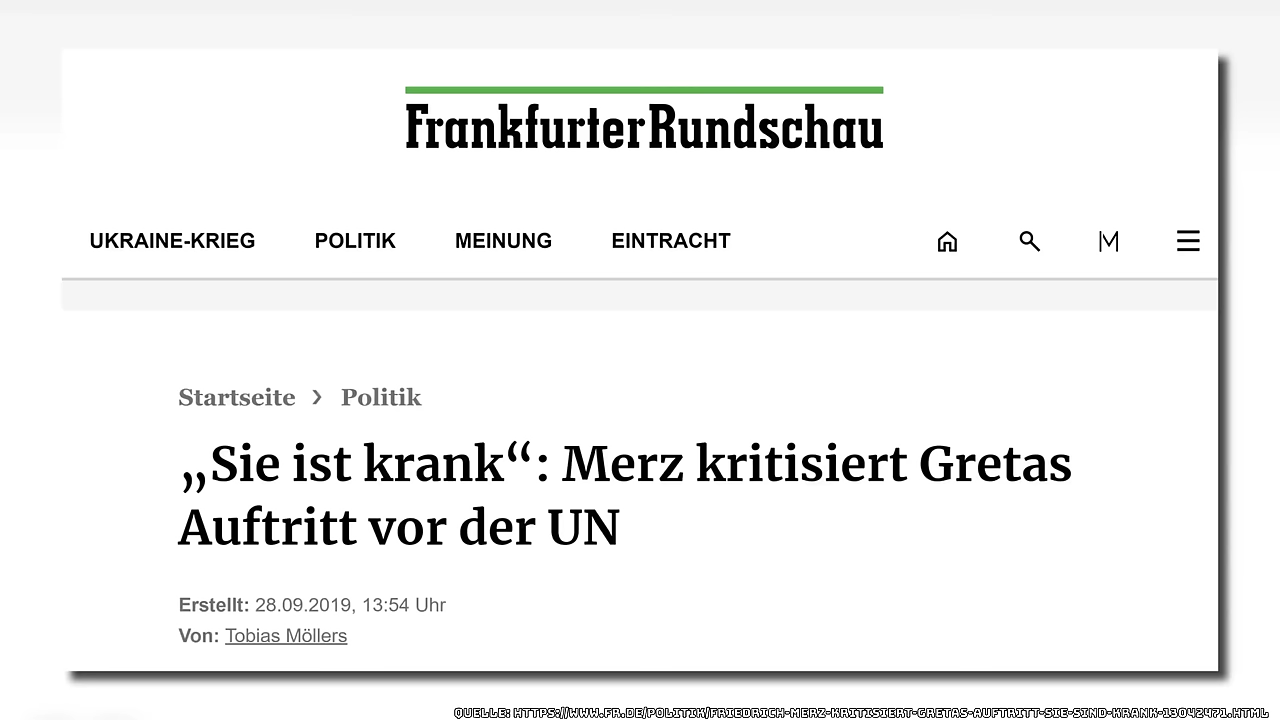 FrankfurterRundschau
UKRAINE-KRIEG POLITIK MEINUNG EINTRACHT
Startseite › Politik
„Sie ist krank“: Merz kritisiert Gretas
Auftritt vor der UN
Erstellt: 28.09.2019, 13:54 Uhr
Von: Tobias Möllers
QUELLE: HTTPS://WWW.FR.DE/POLITIK/FRIEDRICH-MERZ-KRITISIERT-GRETAS-AUFTRITT-SIE-SIND-KRANK-13042471.HTML